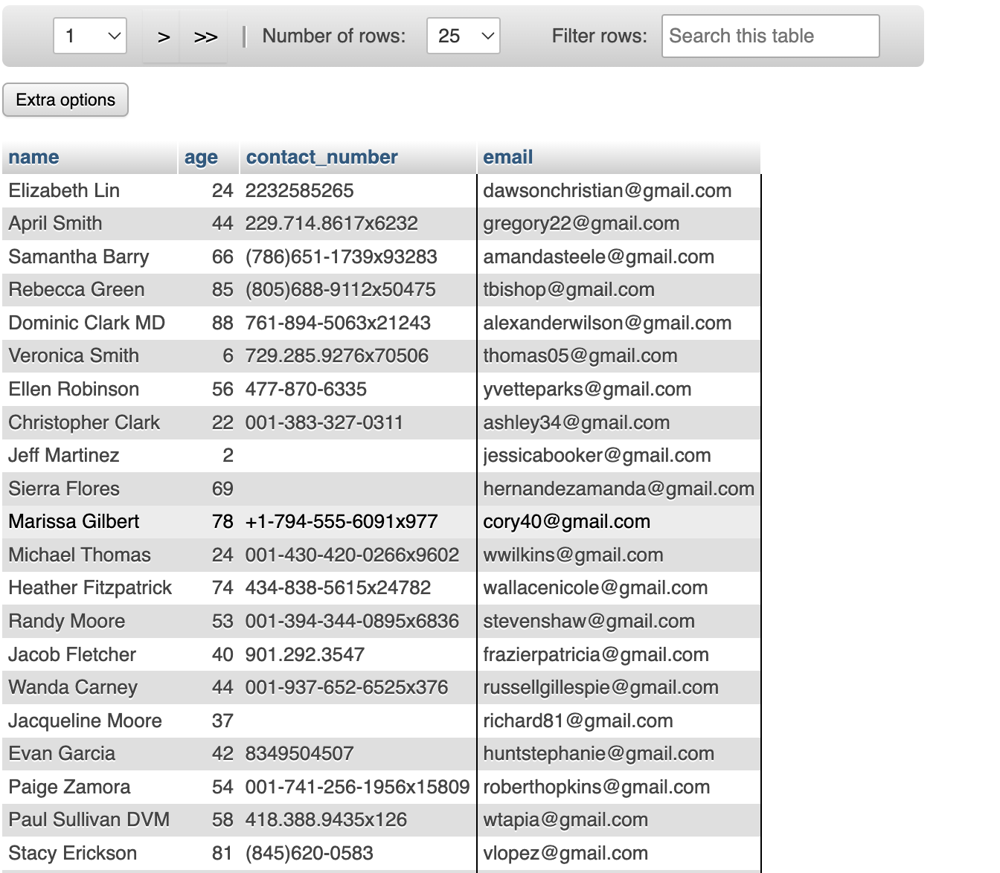 1 > >> | Number of rows: 25 Filter rows: Search this table
Extra options
name age contact_number email
Elizabeth Lin 24 2232585265 dawsonchristian@gmail.com
April Smith 44 229.714.8617x6232 gregory22@gmail.com
Samantha Barry 66 (786)651-1739x93283 amandasteele@gmail.com
Rebecca Green 85 (805)688-9112x50475 tbishop@gmail.com
Dominic Clark MD 88 761-894-5063x21243 alexanderwilson@gmail.com
Veronica Smith 6 729.285.9276x70506 thomas05@gmail.com
Ellen Robinson 56 477-870-6335 yvetteparks@gmail.com
Christopher Clark 22 001-383-327-0311 ashley34@gmail.com
Jeff Martinez 2 jessicabooker@gmail.com
Sierra Flores 69 hernandezamanda@gmail.com
Marissa Gilbert 78 +1-794-555-6091x977 cory40@gmail.com
Michael Thomas 24 001-430-420-0266x9602 wwilkins@gmail.com
Heather Fitzpatrick 74 434-838-5615x24782 wallacenicole@gmail.com
Randy Moore 53 001-394-344-0895x6836 stevenshaw@gmail.com
Jacob Fletcher 40 901.292.3547 frazierpatricia@gmail.com
Wanda Carney 44 001-937-652-6525x376 russellgillespie@gmail.com
Jacqueline Moore 37 richard81@gmail.com
Evan Garcia 42 8349504507 huntstephanie@gmail.com
Paige Zamora 54 001-741-256-1956x15809 roberthopkins@gmail.com
Paul Sullivan DVM 58 418.388.9435x126 wtapia@gmail.com
Stacy Erickson 81 (845)620-0583 vlopez@gmail.com